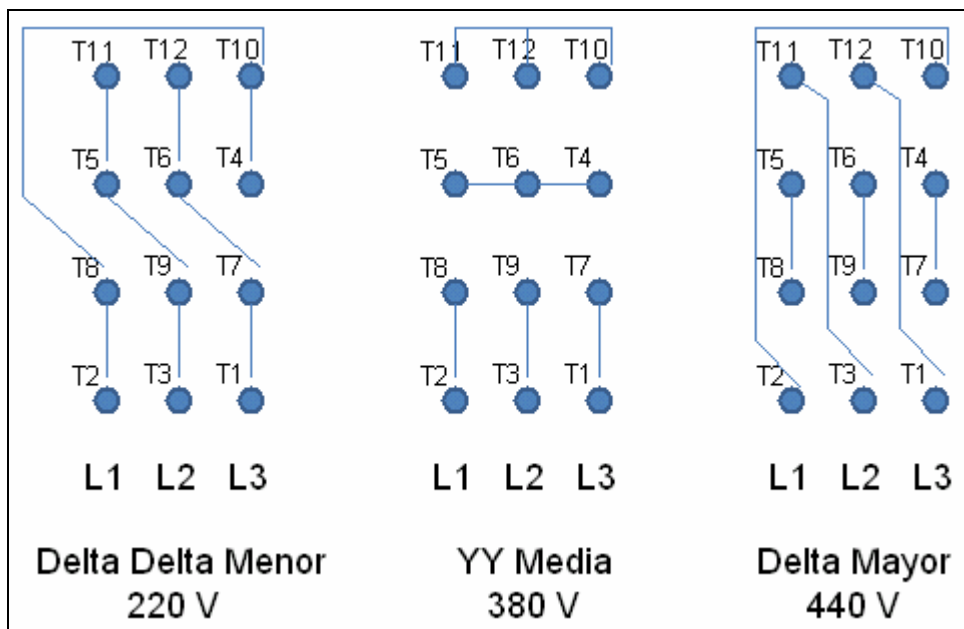 T11 T12 T10 T11 T12 T10 T11 T12 T10
T5 T6 T4 T5 T6 T4 T5 T6 T4
T8 T9 T7 T8 T9 T7 T8 T9 T7
T2 T3 T1 T2 T3 T1 T2 T3 T1
L1 L2 L3 L1 L2 L3 L1 L2 L3
Delta Delta Menor YY Media Delta Mayor
220 V 380 V 440 V